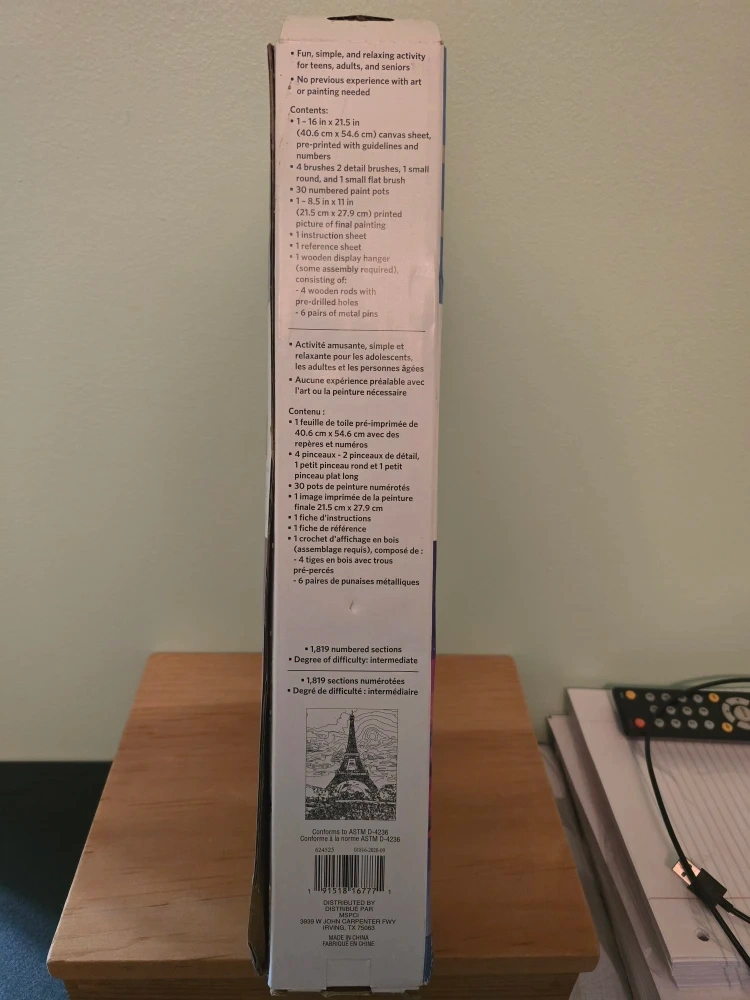 • Fun, simple, and relaxing activity
for teens, adults, and seniors
• No previous experience with art
or painting needed
Contents:
• 1 – 16 in x 21.5 in
(40.6 cm x 54.6 cm) canvas sheet,
pre-printed with guidelines and
numbers
• 4 brushes 2 detail brushes, 1 small
round, and 1 small flat brush
• 30 numbered paint pots
• 1 – 8.5 in x 11 in
(21.5 cm x 27.9 cm) printed
picture of final painting
• 1 instruction sheet
• 1 reference sheet
• 1 wooden display hanger
(some assembly required),
consisting of:
- 4 wooden rods with
pre-drilled holes
- 6 pairs of metal pins
• Activité amusante, simple et
relaxante pour les adolescents,
les adultes et les personnes âgées
• Aucune expérience préalable avec
l'art ou la peinture nécessaire
Contenu :
• 1 feuille de toile pré-imprimée de
40.6 cm x 54.6 cm avec des
repères et numéros
• 4 pinceaux - 2 pinceaux de détail,
1 petit pinceau rond et 1 petit
pinceau plat long
• 30 pots de peinture numérotés
• 1 image imprimée de la peinture
finale 21.5 cm x 27.9 cm
• 1 fiche d'instructions
• 1 fiche de référence
• 1 crochet d'affichage en bois
(assemblage requis), composé de :
- 4 tiges en bois avec trous
pré-percés
- 6 paires de punaises métalliques
• 1,819 numbered sections
• Degree of difficulty: intermediate
• 1,819 sections numérotées
• Degré de difficulté : intermédiaire
Conforms to ASTM D-4236
Conforme à la norme ASTM D-4236
624525
1 91518 16777 1
DISTRIBUTED BY
DISTRIBUÉ PAR
MSPCI
3939 W JOHN CARPENTER FWY
IRVING, TX 75063
MADE IN CHINA
FABRIQUÉ EN CHINE